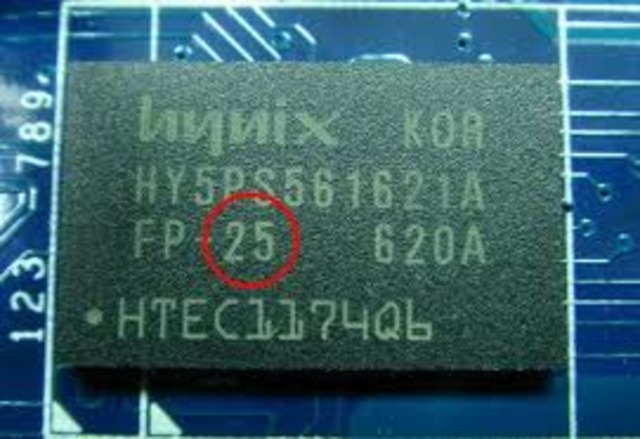 hynix KOR
HY5PS561621A
FP-25 620A
HTEC1174Q6
789
123